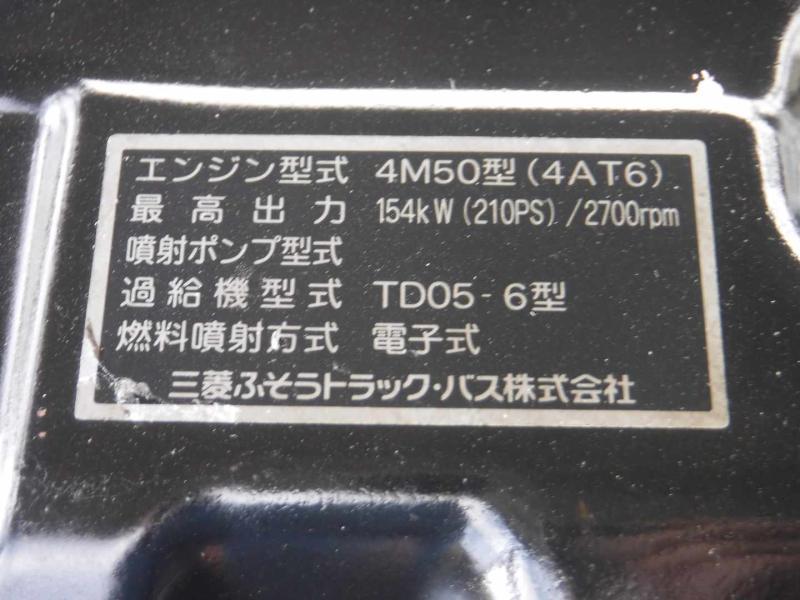 エンジン型式 4M50型(4AT6)
最高出力 154kW(210PS)/2700rpm
噴射ポンプ型式
過給機型式 TD05-6型
燃料噴射方式 電子式
三菱ふそうトラック・バス株式会社